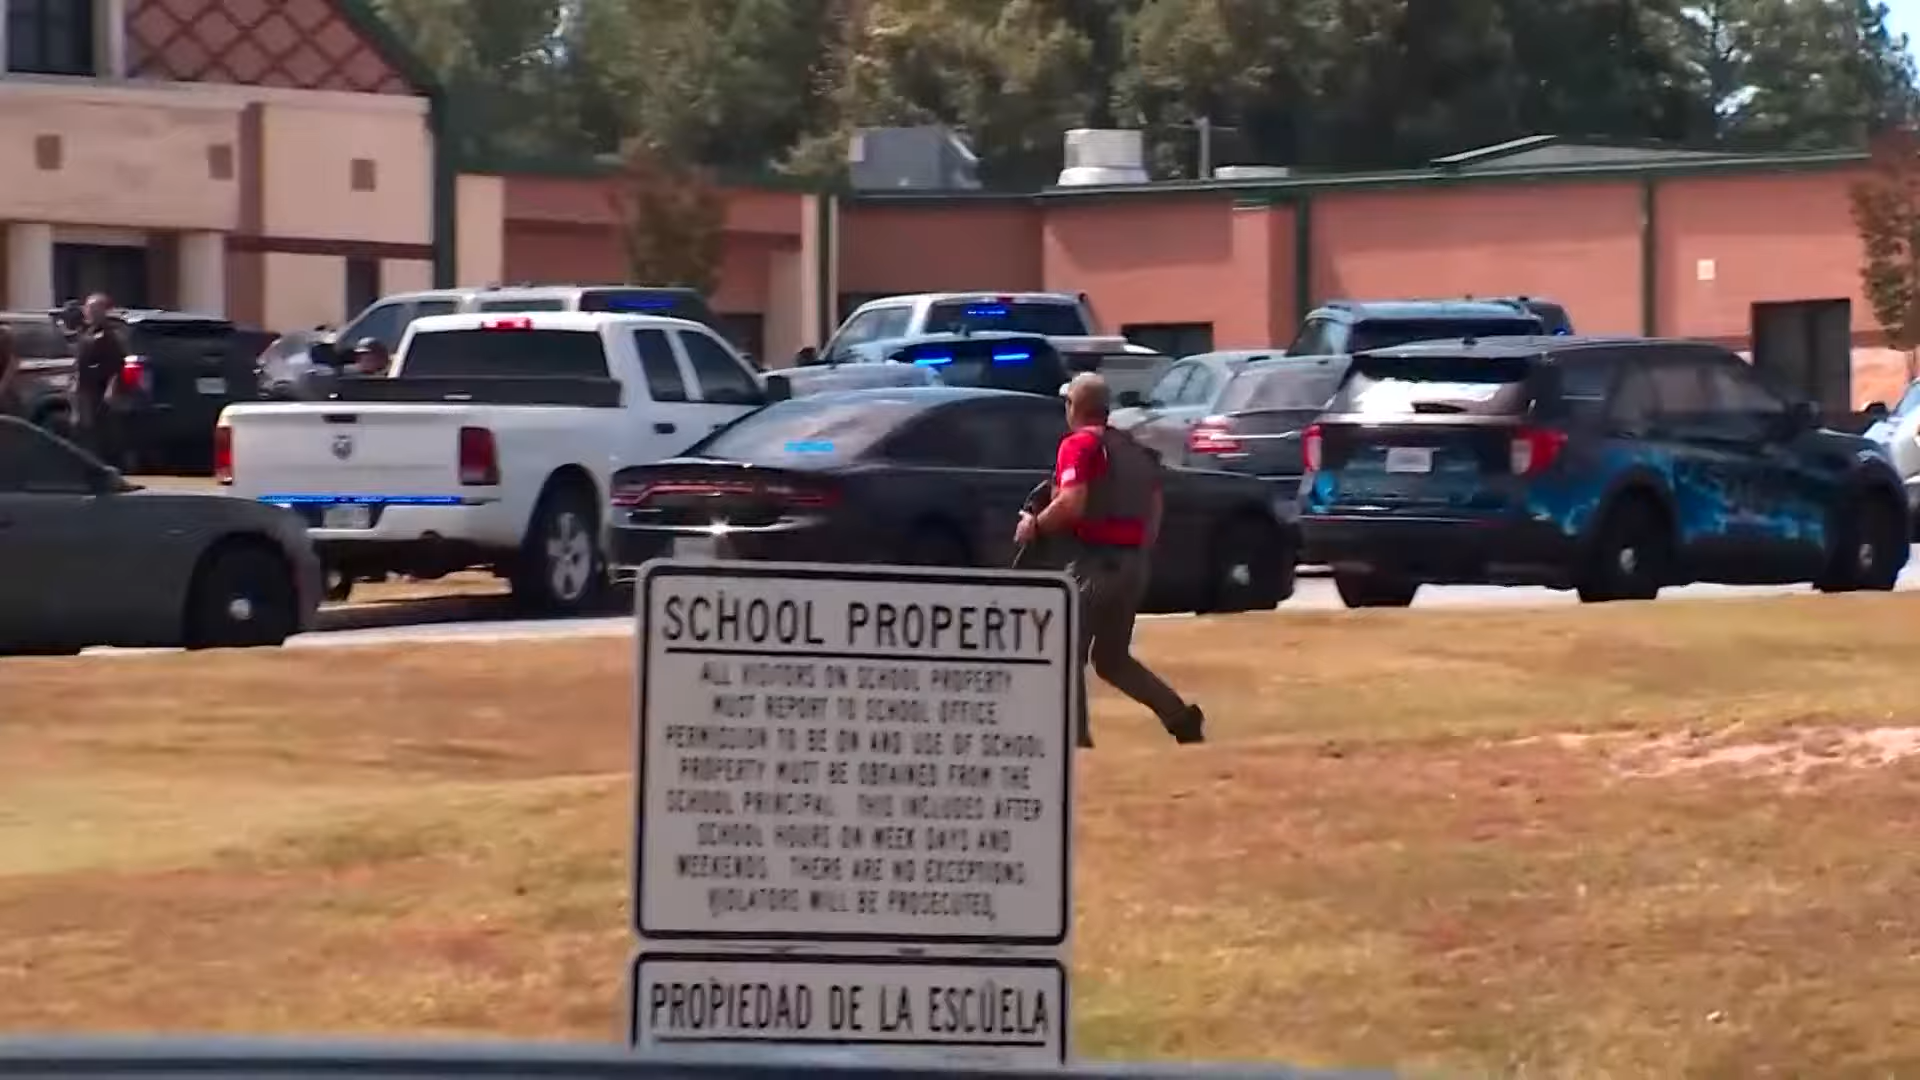 SCHOOL PROPERTY
ALL VISITORS ON SCHOOL PROPERTY
MUST REPORT TO SCHOOL OFFICE
PERMISSION TO BE ON AND USE OF SCHOOL
PROPERTY MUST BE OBTAINED FROM THE
SCHOOL PRINCIPAL. THIS INCLUDED AFTER
SCHOOL HOURS ON WEEK DAYS AND
WEEKENDS. THERE ARE NO EXCEPTIONS.
VIOLATORS WILL BE PROSECUTED.
PROPIEDAD DE LA ESCUELA